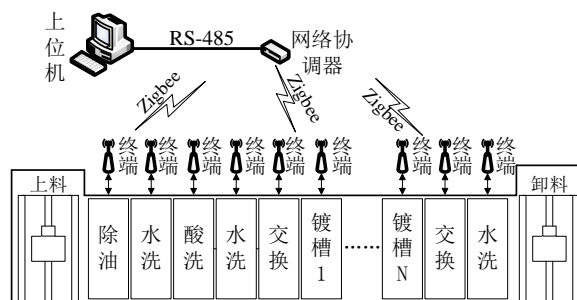 上位机
RS-485
网络协
调器
Zigbee
Zigbee
Zigbee
终端
终端
终端
终端
终端
终端
终端
终端
终端
上料
卸料
除油
水洗
酸洗
水洗
交换
镀槽1
……
镀槽N
交换
水洗